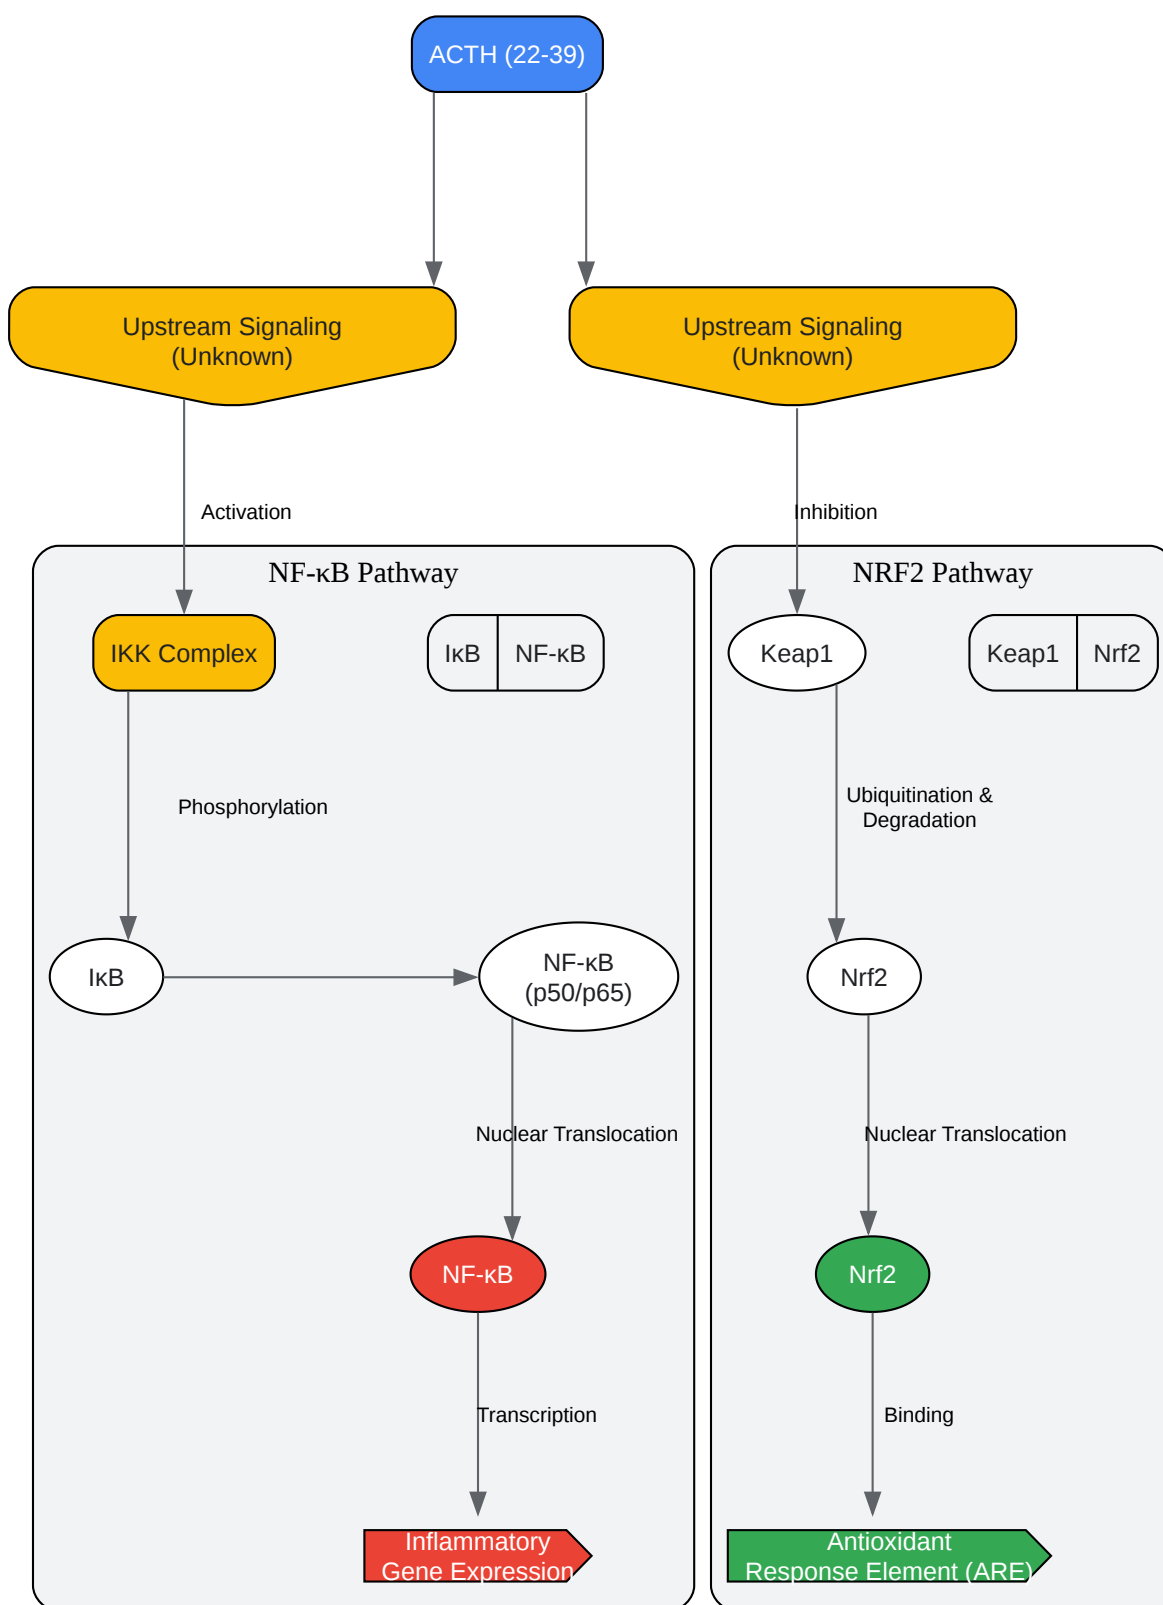 ACTH (22-39)
Upstream Signaling
(Unknown)
Upstream Signaling
(Unknown)
Activation
Inhibition
NF-κB Pathway
NRF2 Pathway
IKK Complex
IκB
NF-κB
Keap1
Keap1
Nrf2
Phosphorylation
Ubiquitination &
Degradation
IκB
NF-κB
(p50/p65)
Nrf2
Nuclear Translocation
Nuclear Translocation
NF-κB
Nrf2
Transcription
Binding
Inflammatory
Gene Expression
Antioxidant
Response Element (ARE)